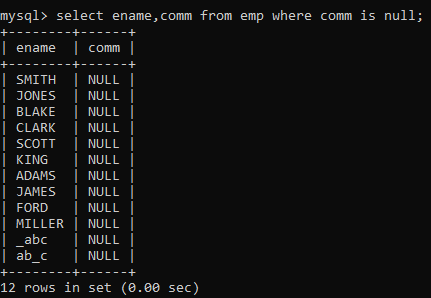 mysql> select ename,comm from emp where comm is null;
+--------+------+
| ename  | comm |
+--------+------+
| SMITH  | NULL |
| JONES  | NULL |
| BLAKE  | NULL |
| CLARK  | NULL |
| SCOTT  | NULL |
| KING   | NULL |
| ADAMS  | NULL |
| JAMES  | NULL |
| FORD   | NULL |
| MILLER | NULL |
| _abc   | NULL |
| ab_c   | NULL |
+--------+------+
12 rows in set (0.00 sec)